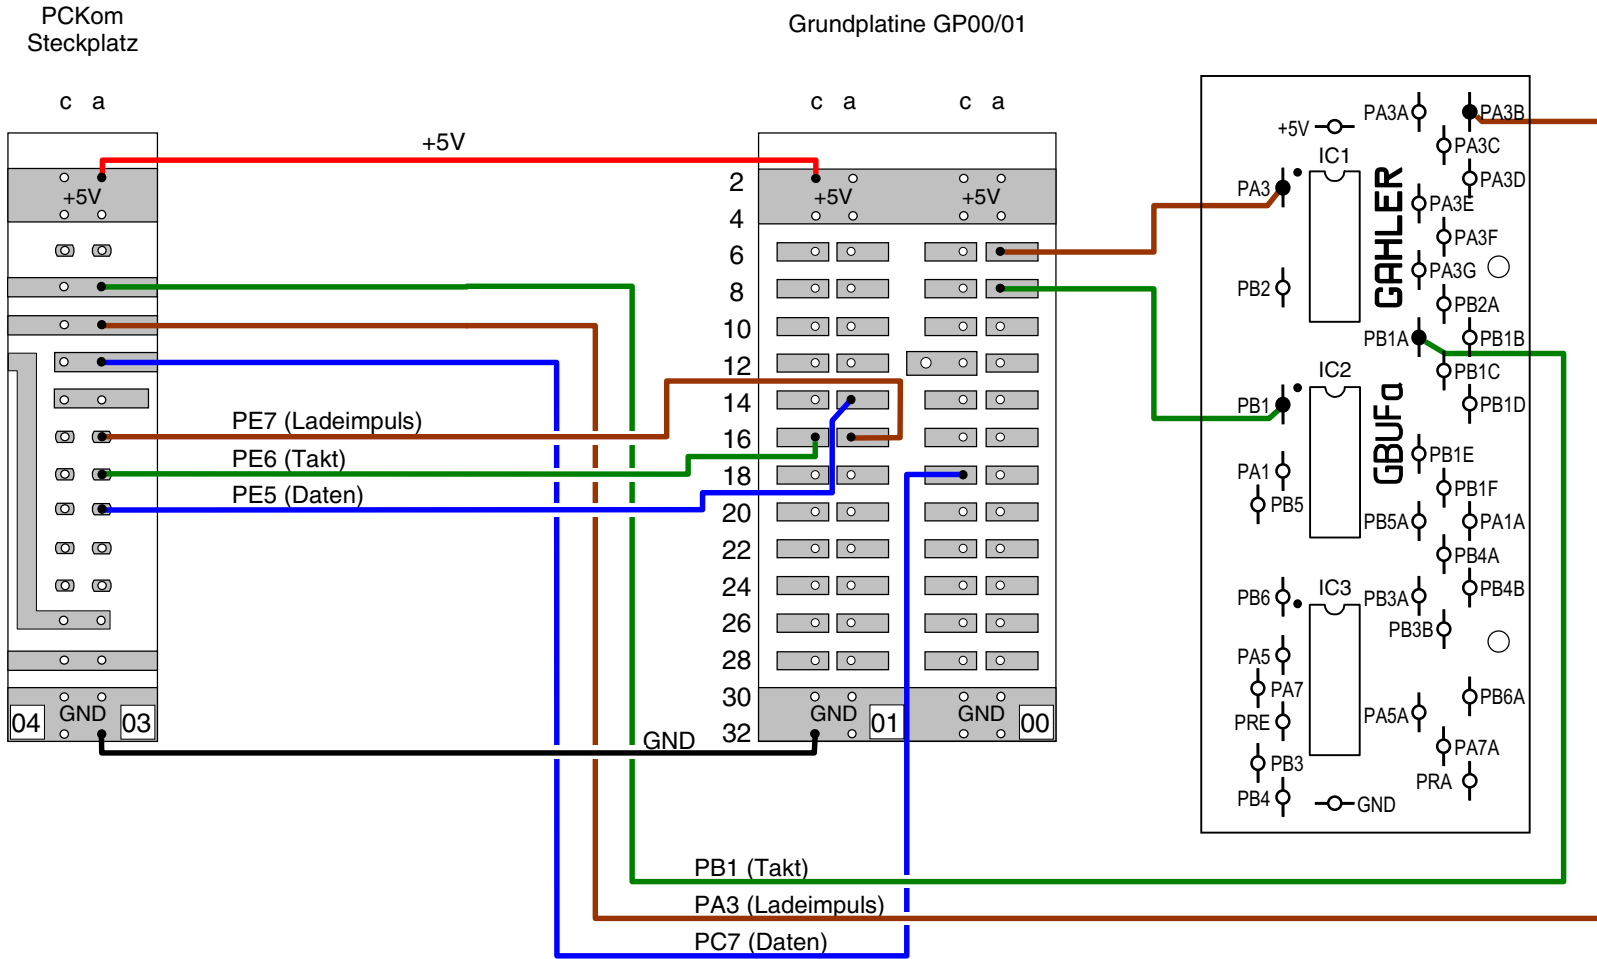 PCKom
Steckplatz
Grundplatine GP00/01
c a
c a
c a
+5V
+5V
+5V
+5V
2
4
6
8
10
12
14
16
18
20
22
24
26
28
30
32
PE7 (Ladeimpuls)
PE6 (Takt)
PE5 (Daten)
04
GND
03
GND
GND
01
GND
00
PB1 (Takt)
PA3 (Ladeimpuls)
PC7 (Daten)
+5V
IC1
PA3
PB2
IC2
PB1
PA1
PB5
IC3
PB6
PA5
PA7
PRE
PB3
PB4
GND
GAHLER
GBUFa
PA3A
PA3B
PA3C
PA3D
PA3E
PA3F
PA3G
PB2A
PB1A
PB1B
PB1C
PB1D
PB1E
PB1F
PB5A
PA1A
PB4A
PB3A
PB4B
PB3B
PB6A
PA5A
PA7A
PRA